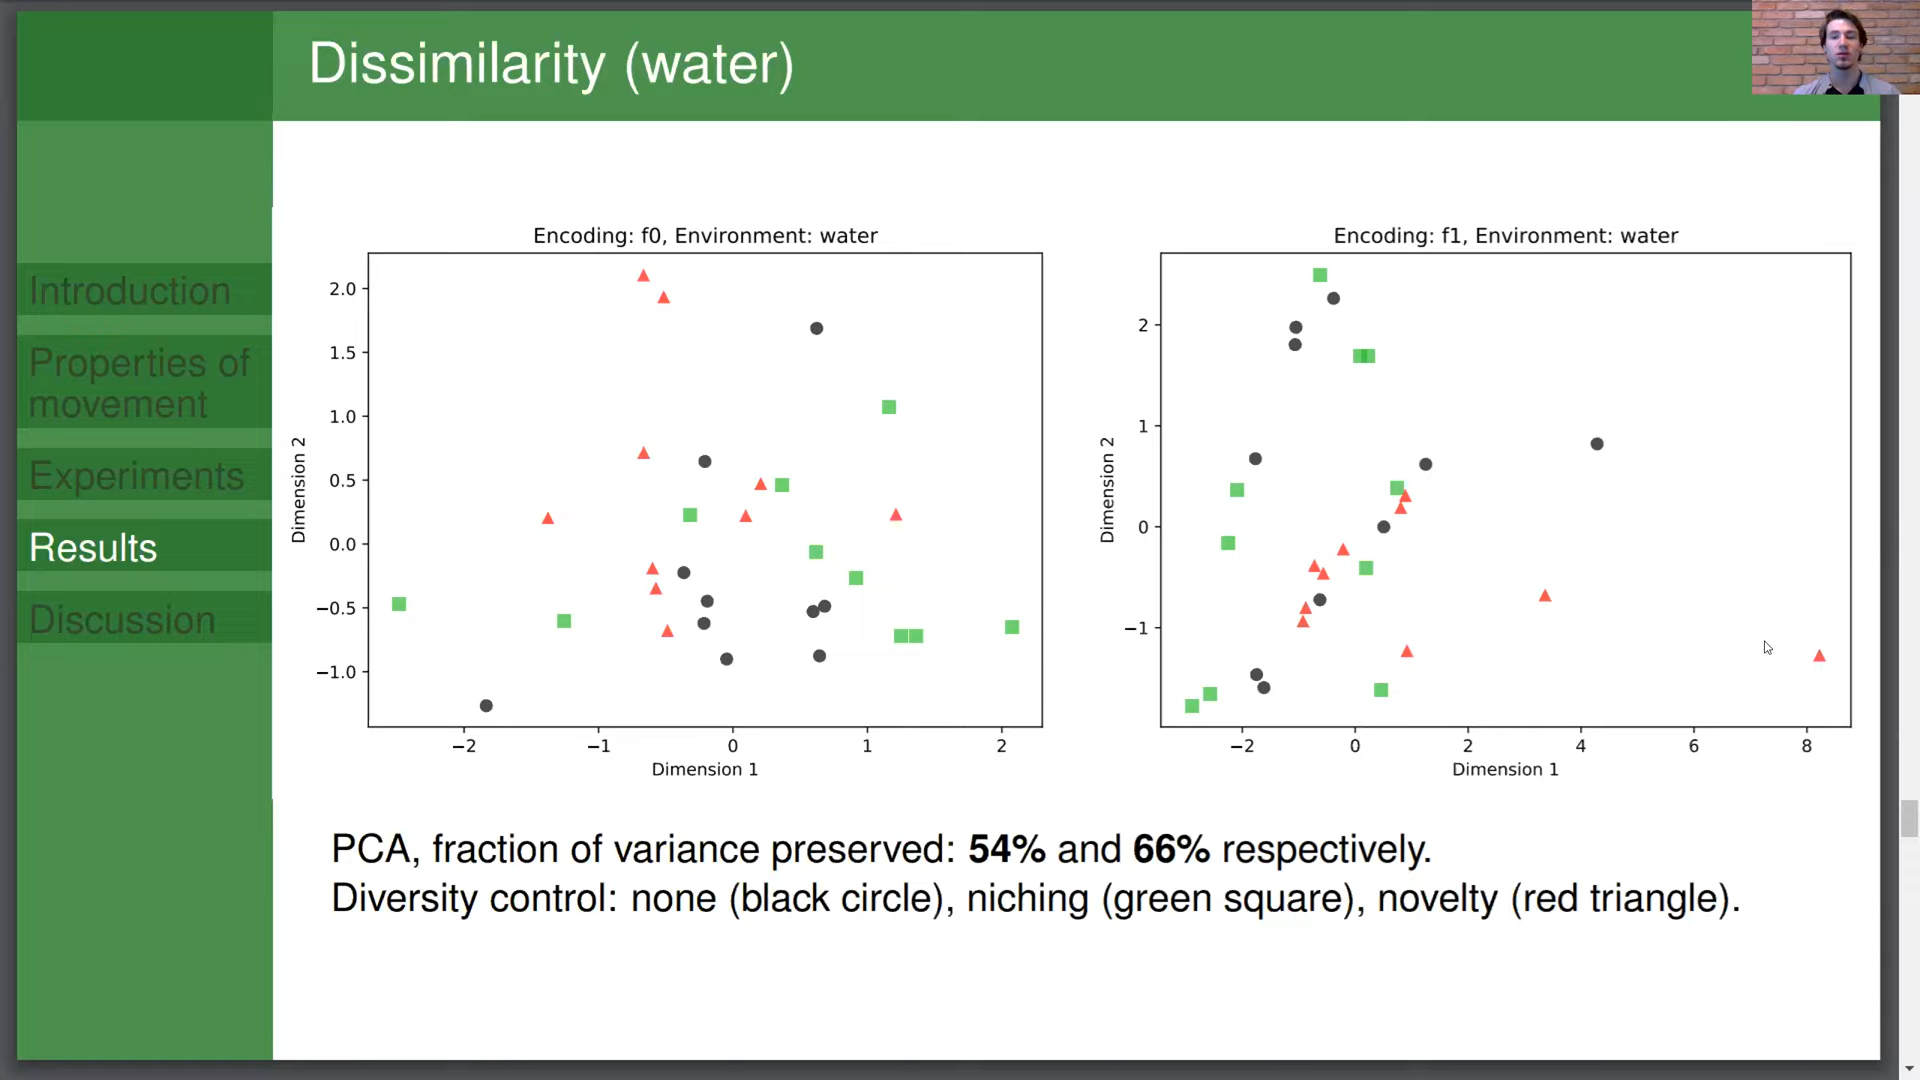 Dissimilarity (water)
Introduction
Properties of
movement
Experiments
Results
Discussion
Encoding: f0, Environment: water
2.0
1.5
1.0
0.5
0.0
−0.5
−1.0
Dimension 2
−2
−1
0
1
2
Dimension 1
Encoding: f1, Environment: water
2
1
0
−1
Dimension 2
−2
0
2
4
6
8
Dimension 1
PCA, fraction of variance preserved: 54% and 66% respectively.
Diversity control: none (black circle), niching (green square), novelty (red triangle).